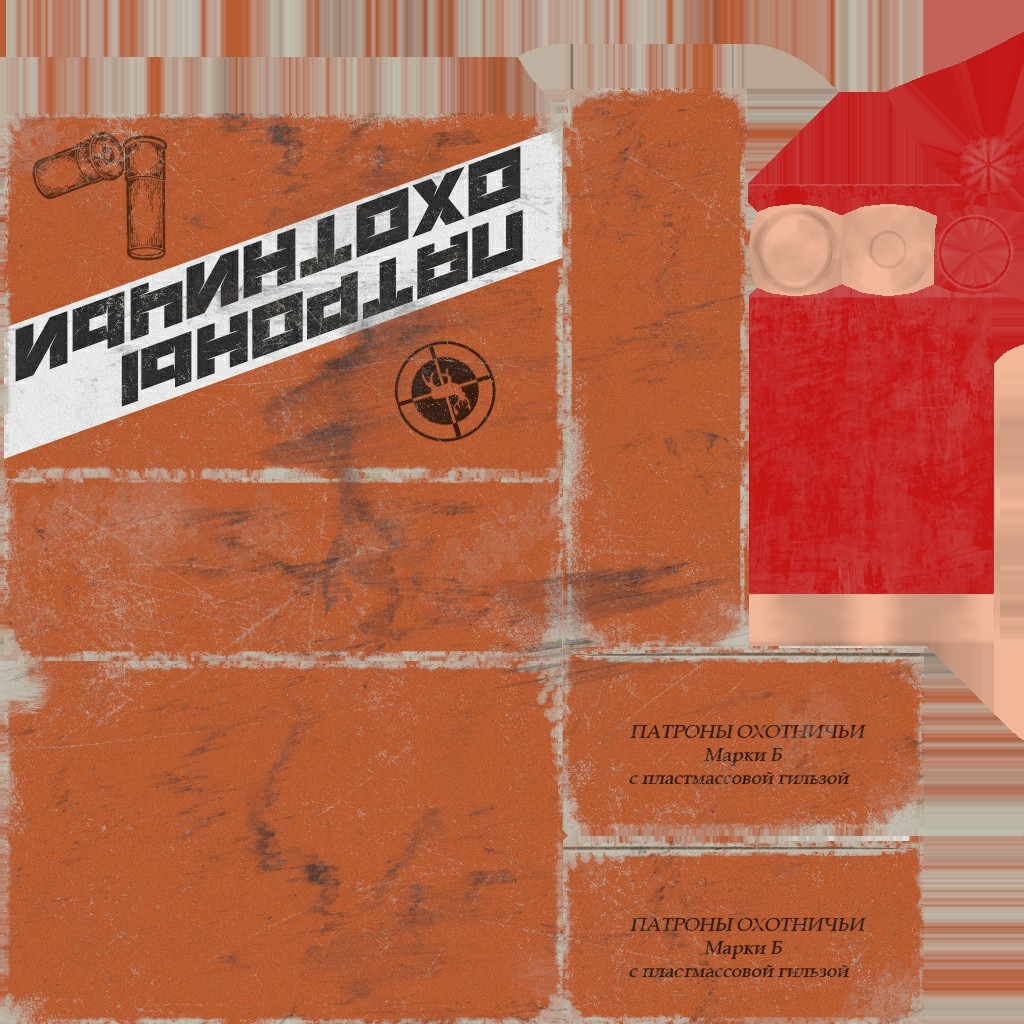 ПАТРОНЫ
ОХОТНИЧЬИ
ПАТРОНЫ ОХОТНИЧЬИ
Марки Б
с пластмассовой гильзой
ПАТРОНЫ ОХОТНИЧЬИ
Марки Б
с пластмассовой гильзой